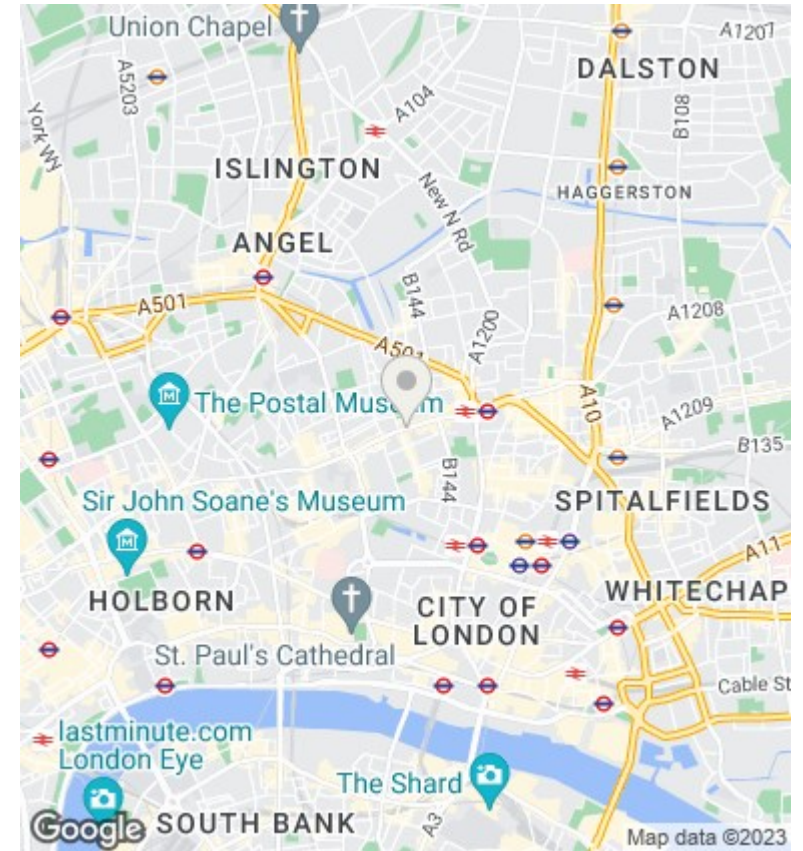 Union Chapel
A1207
DALSTON
A5203
A104
B108
York Wy
ISLINGTON
New N Rd
HAGGERSTON
ANGEL
B144
A501
A1200
A1208
A501
The Postal Museum
A10
A1209
B135
B144
Sir John Soane's Museum
SPITALFIELDS
A11
HOLBORN
WHITECHAP
CITY OF
LONDON
St. Paul's Cathedral
Cable St
lastminute.com
London Eye
The Shard
A3
Google
SOUTH BANK
Map data ©2023